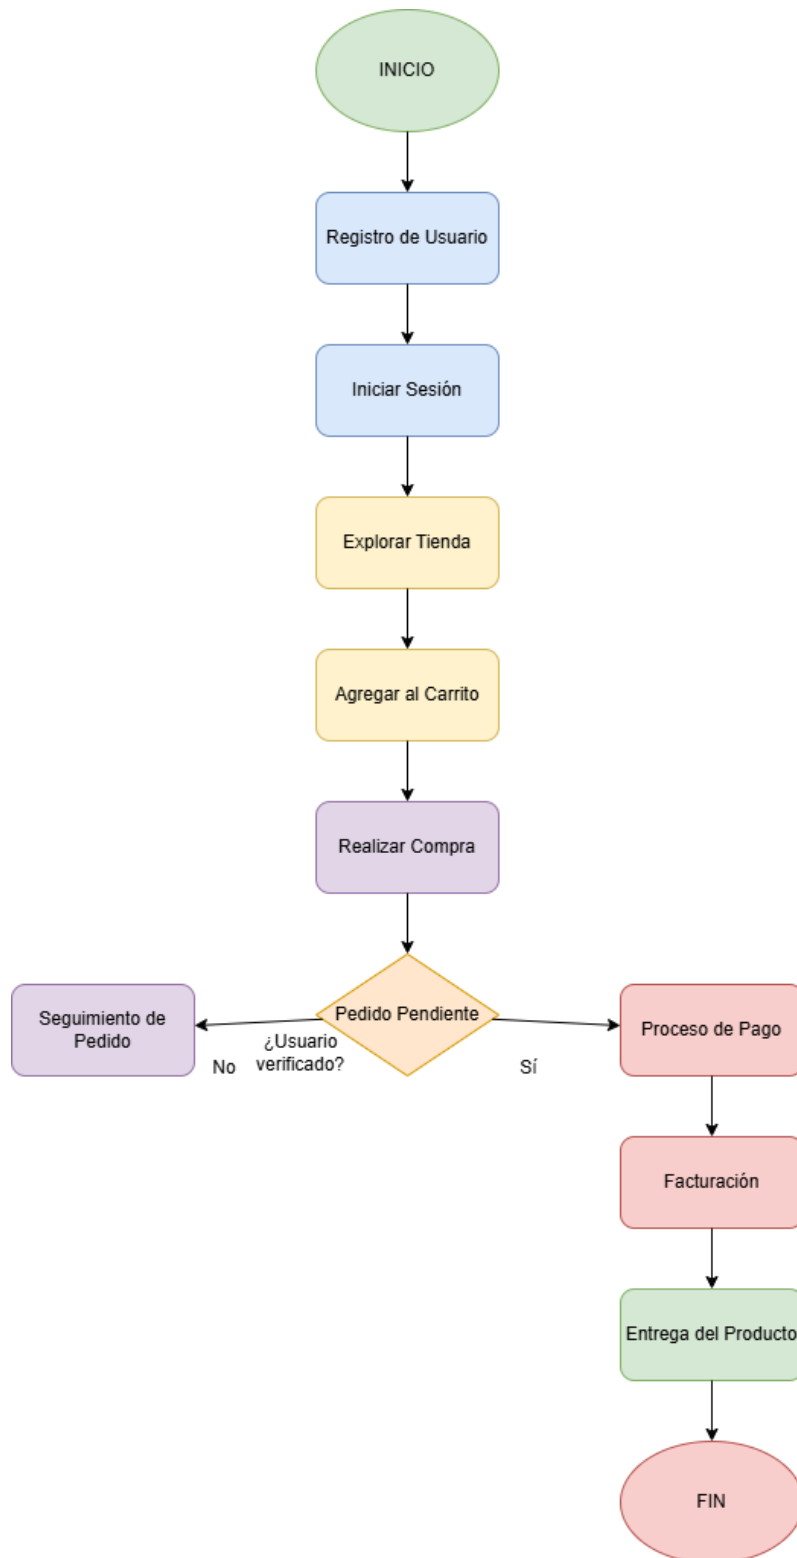 INICIO
Registro de Usuario
Iniciar Sesión
Explorar Tienda
Agregar al Carrito
Realizar Compra
Pedido Pendiente
Seguimiento de
Pedido
¿Usuario
verificado?
No
Sí
Proceso de Pago
Facturación
Entrega del Producto
FIN